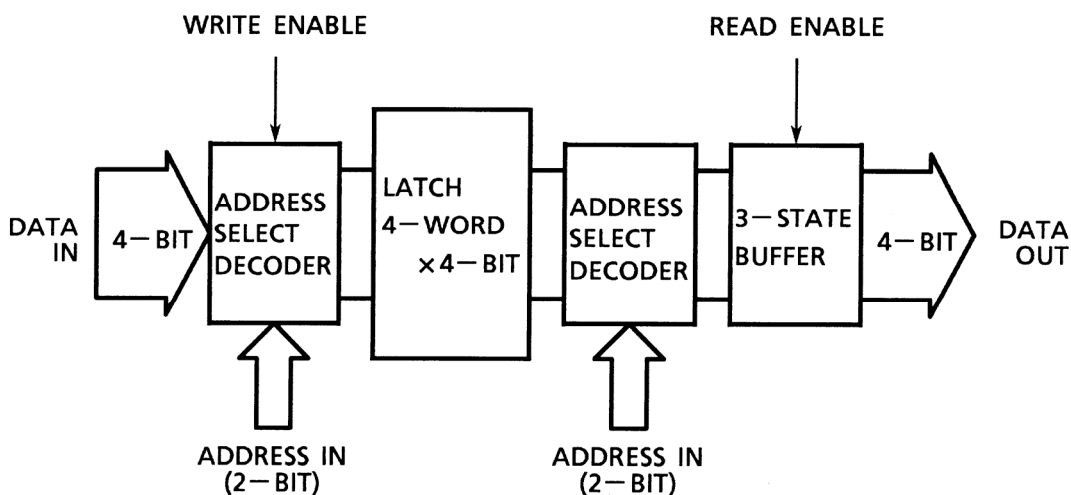 WRITE ENABLE
READ ENABLE
DATA
IN
4-BIT
ADDRESS
SELECT
DECODER
LATCH
4-WORD
×4-BIT
ADDRESS
SELECT
DECODER
3-STATE
BUFFER
4-BIT
DATA
OUT
ADDRESS IN
(2-BIT)
ADDRESS IN
(2-BIT)